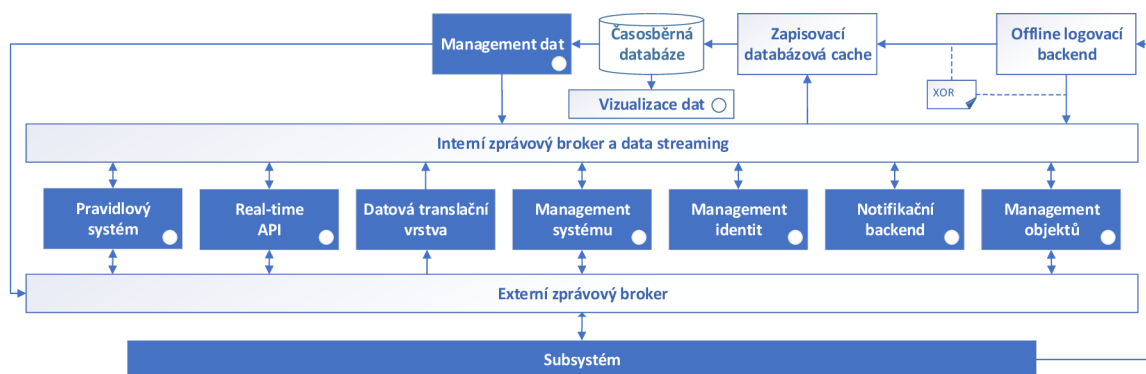 Management dat
Časosběrná
databáze
Zapisovací
databázová cache
Offline logovací
backend
Vizualizace dat
XOR
Interní zprávový broker a data streaming
Pravidlový
systém
Real-time
API
Datová translační
vrstva
Management
systému
Management
identit
Notifikační
backend
Management
objektů
Externí zprávový broker
Subsystém